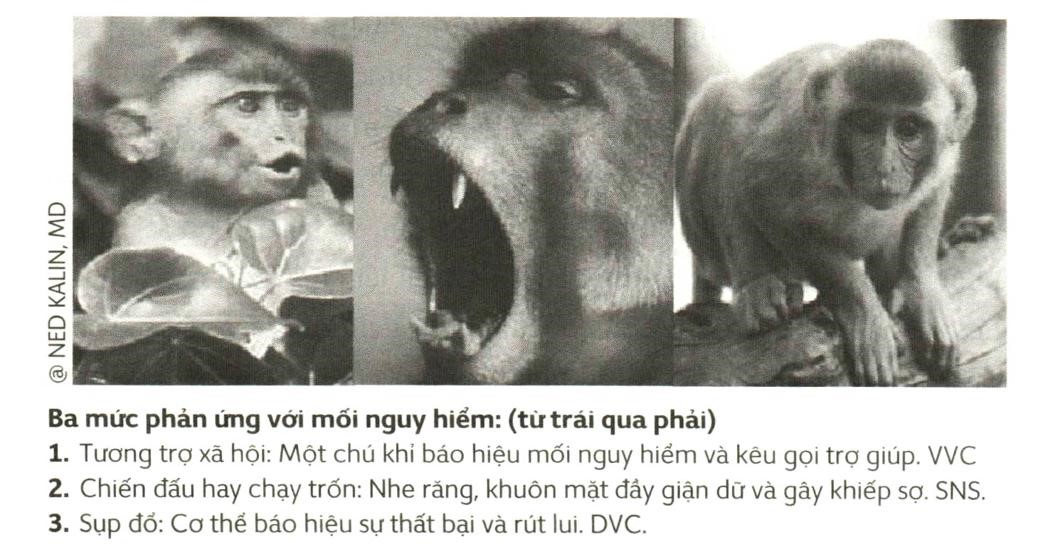 @ NED KALIN, MD
Ba mức phản ứng với mối nguy hiểm: (từ trái qua phải)
1. Tương trợ xã hội: Một chú khỉ báo hiệu mối nguy hiểm và kêu gọi trợ giúp. VVC
2. Chiến đấu hay chạy trốn: Nhe răng, khuôn mặt đầy giận dữ và gây khiếp sợ. SNS.
3. Sụp đổ: Cơ thể báo hiệu sự thất bại và rút lui. DVC.